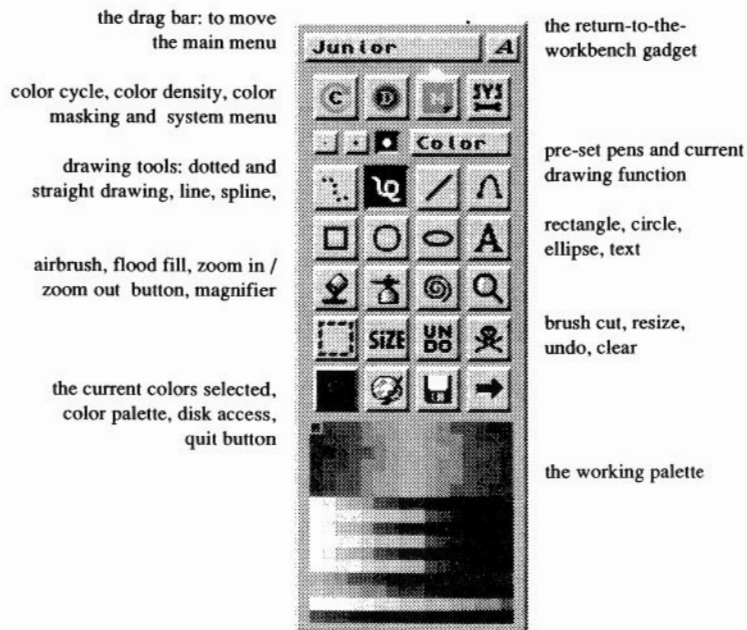 the drag bar: to move
the main menu
color cycle, color density, color
masking and system menu
drawing tools: dotted and
straight drawing, line, spline,
airbrush, flood fill, zoom in /
zoom out button, magnifier
the current colors selected,
color palette, disk access,
quit button
Junior
A
C
D
M
SYS
Color
A
SiZE
UN
DO
the return-to-the-
workbench gadget
pre-set pens and current
drawing function
rectangle, circle,
ellipse, text
brush cut, resize,
undo, clear
the working palette